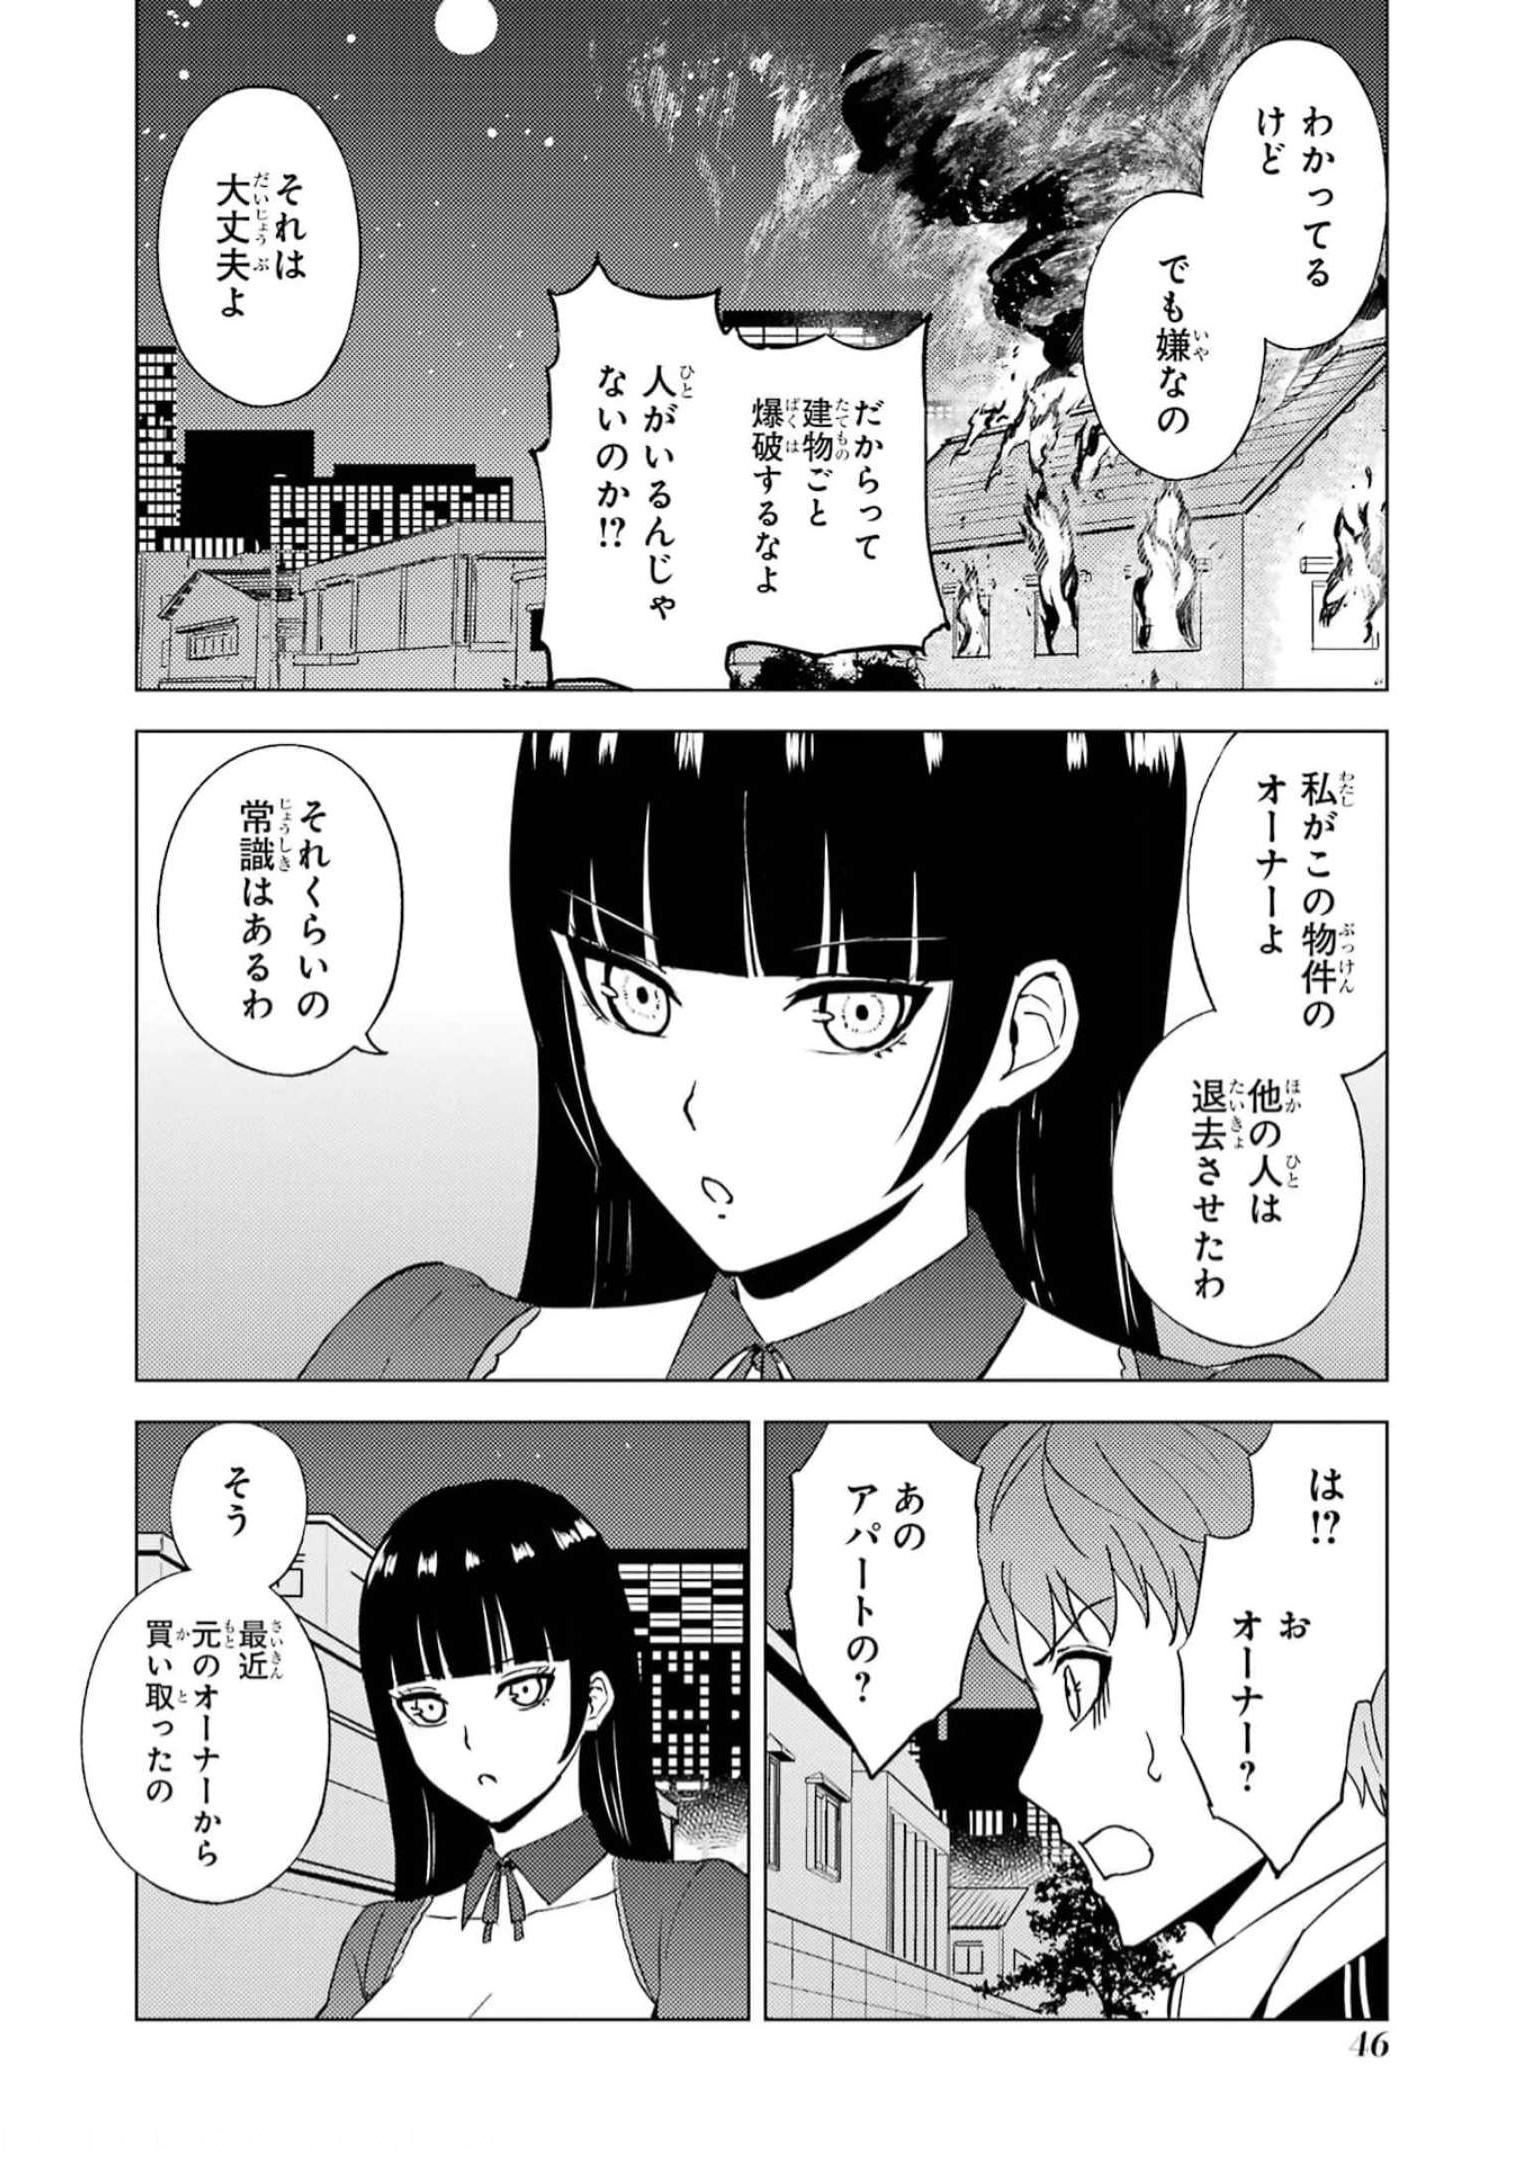 わかってる
けど
でも嫌なの
だからって
建物ごと
爆破するなよ
人がいるんじゃ
ないのか!?
それは
大丈夫よ
私がこの物件の
オーナーよ
他の人は
退去させたわ
それくらいの
常識はあるわ
は!?
お
オーナー?
あの
アパートの?
そう
最近
元のオーナーから
買い取ったの
46